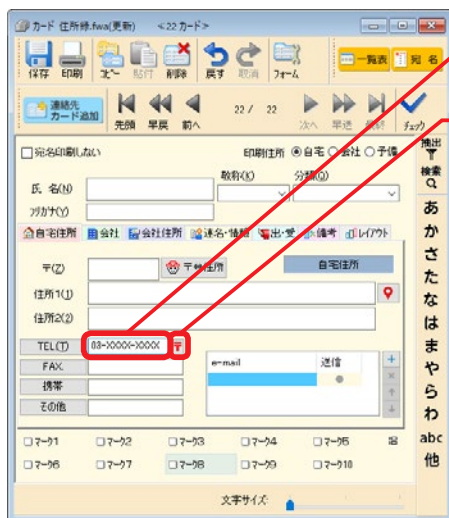 カード 住所録.fwa(更新) <22カード>
保存 印刷 コピー 貼付 削除 戻す 取消 フォーム 一覧表 宛 名
連絡先
カード追加
先頭 早戻 前へ 22 / 22 次へ 早送 最終 チェック
抽出
検索
□宛名印刷しない 印刷住所 ◉自宅 ○会社 ○予備
敬称(K) 分類(Q)
氏 名(N)
フリガナ(Y)
自宅住所 会社 会社住所 連名・情報 出・受 備考 レイアウト
〒(Z) 〒⇔住所 自宅住所
住所1(J)
住所2(2)
TEL(T) 03-XXXX-XXXX 〒
FAX
携帯
その他
e-mail 送信
□マーク1 □マーク2 □マーク3 □マーク4 □マーク5
□マーク6 □マーク7 □マーク8 □マーク9 □マーク10
文字サイズ
あ
か
さ
た
な
は
ま
や
ら
わ
abc
他